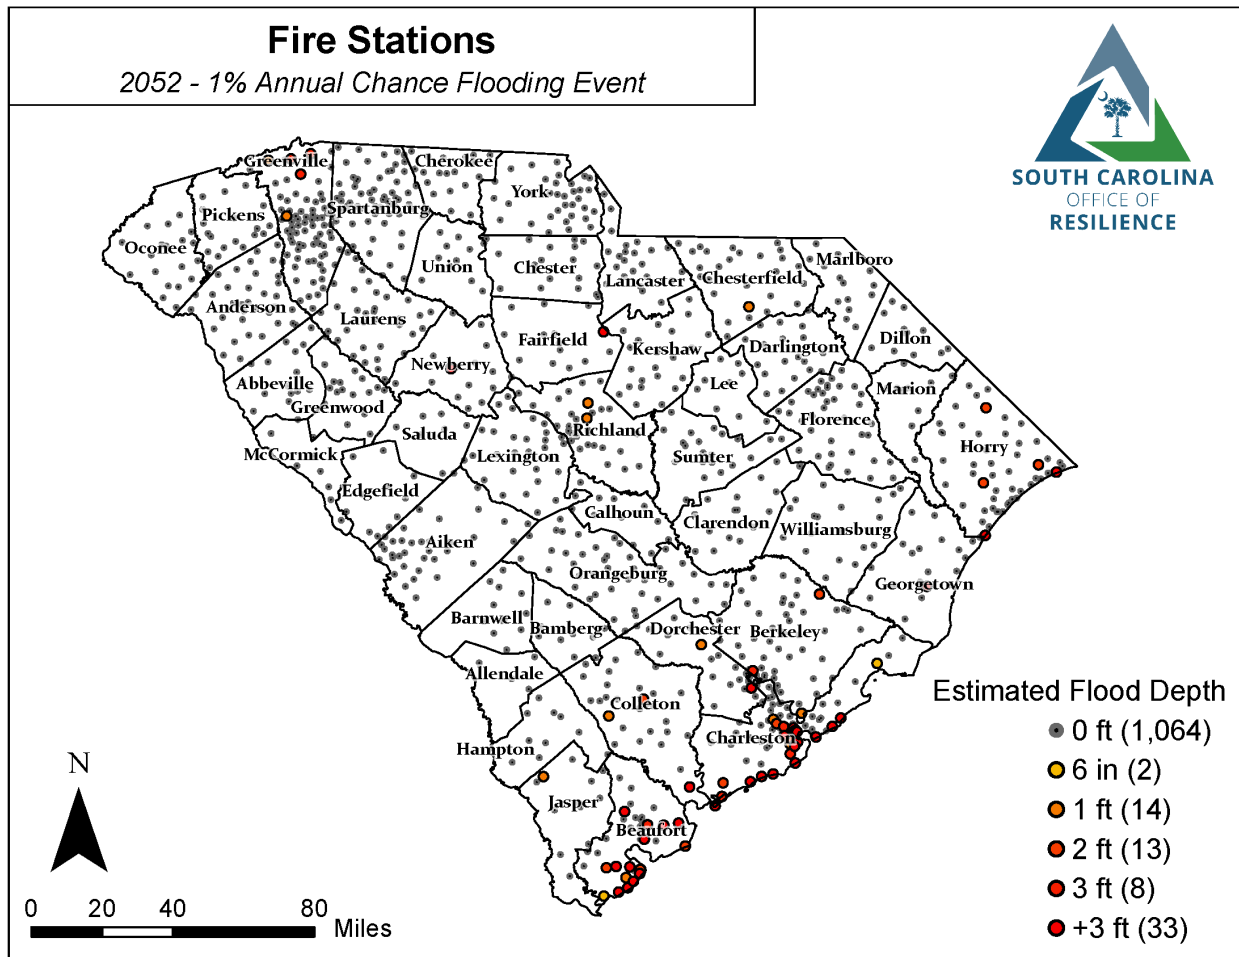 Fire Stations
2052 - 1% Annual Chance Flooding Event
SOUTH CAROLINA
OFFICE OF
RESILIENCE
Greenville
Cherokee
York
Pickens
Spartanburg
Oconee
Union
Chester
Lancaster
Chesterfield
Marlboro
Anderson
Laurens
Fairfield
Kershaw
Darlington
Dillon
Newberry
Abbeville
Lee
Marion
Greenwood
Saluda
Richland
Florence
Horry
McCormick
Lexington
Sumter
Edgefield
Calhoun
Clarendon
Williamsburg
Aiken
Orangeburg
Georgetown
Barnwell
Bamberg
Dorchester
Berkeley
Allendale
Colleton
Charleston
Hampton
Jasper
Beaufort
Estimated Flood Depth
0 ft (1,064)
6 in (2)
1 ft (14)
2 ft (13)
3 ft (8)
+3 ft (33)
N
0 20 40 80 Miles